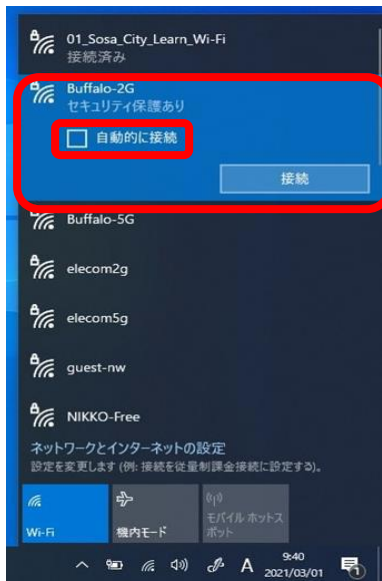 01_Sosa_City_Learn_Wi-Fi
接続済み
Buffalo-2G
セキュリティ保護あり
自動的に接続
接続
Buffalo-5G
elecom2g
elecom5g
guest-nw
NIKKO-Free
ネットワークとインターネットの設定
設定を変更します (例: 接続を従量制課金接続に設定する)。
Wi-Fi
機内モード
モバイル ホットス
ポット
A
9:40
2021/03/01
1